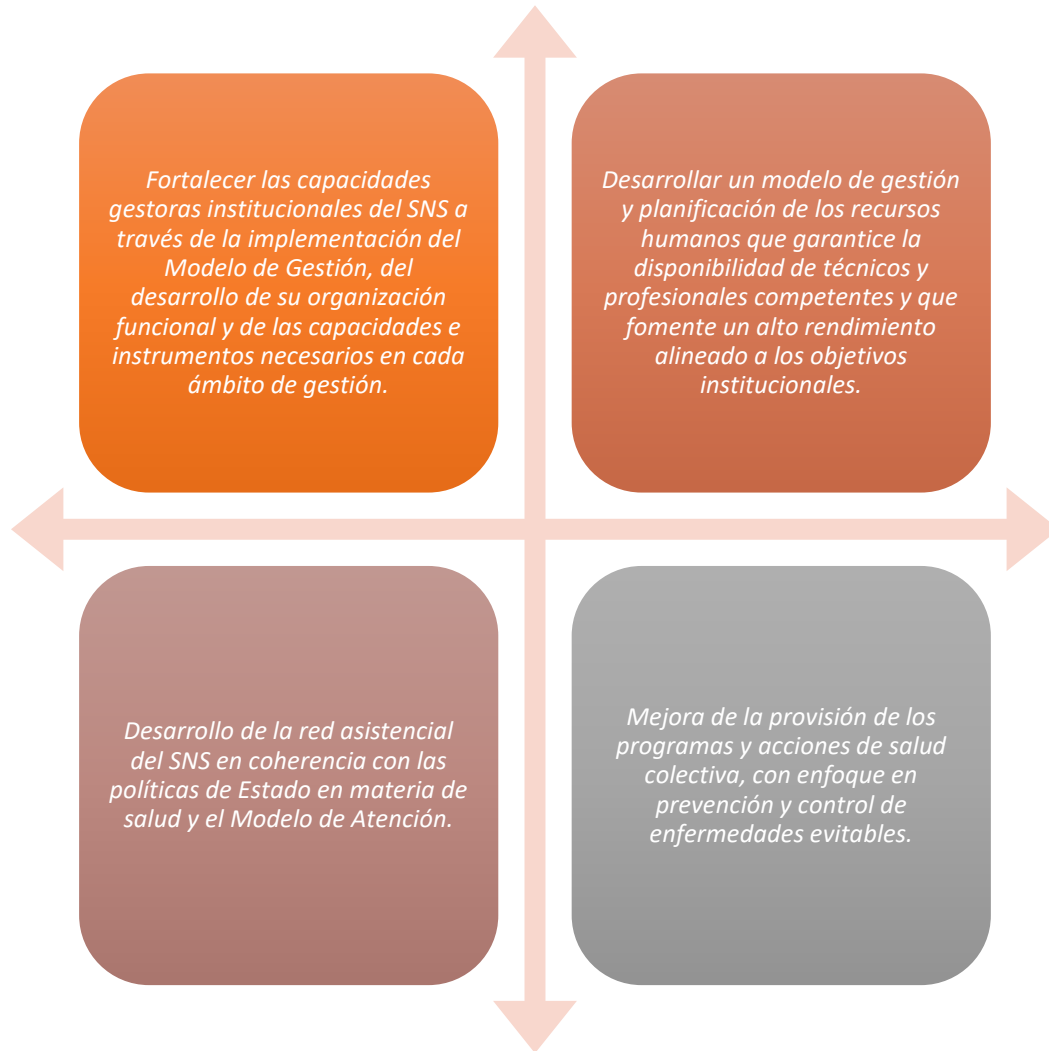 Fortalecer las capacidades
gestoras institucionales del SNS a
través de la implementación del
Modelo de Gestión, del
desarrollo de su organización
funcional y de las capacidades e
instrumentos necesarios en cada
ámbito de gestión.
Desarrollar un modelo de gestión
y planificación de los recursos
humanos que garantice la
disponibilidad de técnicos y
profesionales competentes y que
fomente un alto rendimiento
alineado a los objetivos
institucionales.
Desarrollo de la red asistencial
del SNS en coherencia con las
políticas de Estado en materia de
salud y el Modelo de Atención.
Mejora de la provisión de los
programas y acciones de salud
colectiva, con enfoque en
prevención y control de
enfermedades evitables.